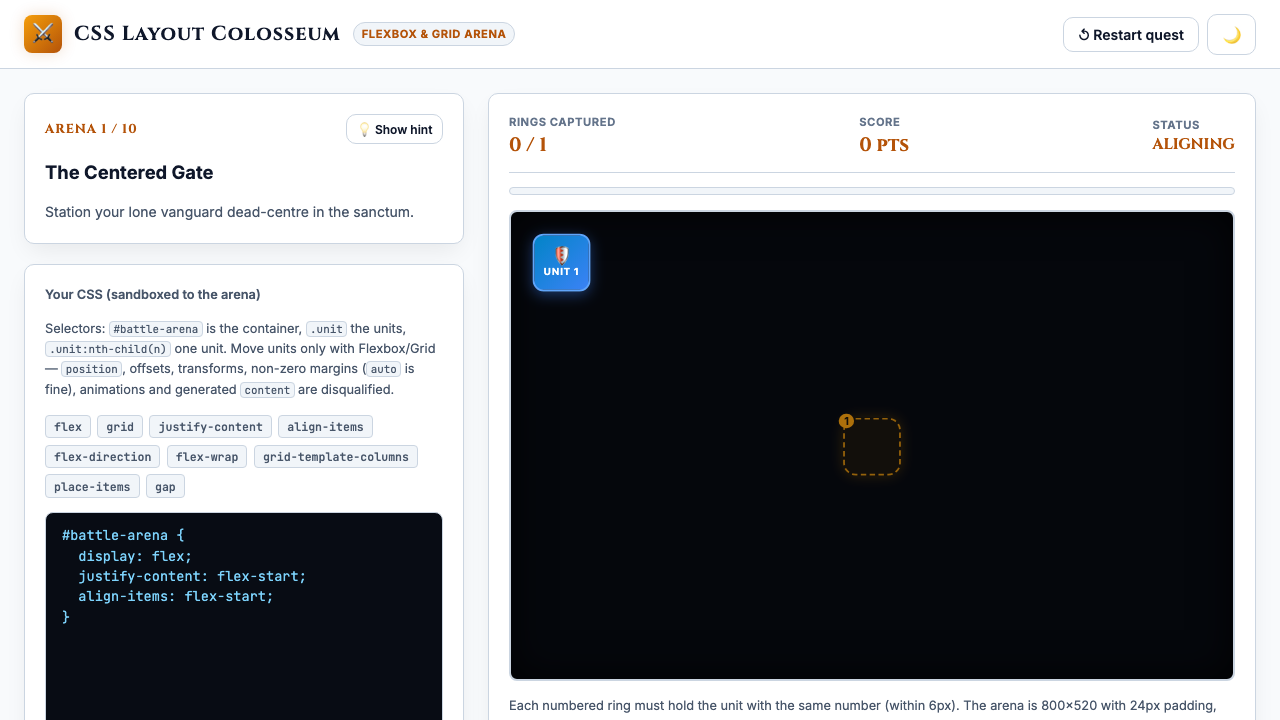 CSS Layout Colosseum
FLEXBOX & GRID ARENA
↺ Restart quest
ARENA 1 / 10
Show hint
The Centered Gate
Station your lone vanguard dead-centre in the sanctum.
Your CSS (sandboxed to the arena)
Selectors: #battle-arena is the container, .unit the units,
.unit:nth-child(n) one unit. Move units only with Flexbox/Grid
— position, offsets, transforms, non-zero margins (auto is
fine), animations and generated content are disqualified.
flex grid justify-content align-items
flex-direction flex-wrap grid-template-columns
place-items gap
#battle-arena {
display: flex;
justify-content: flex-start;
align-items: flex-start;
}
RINGS CAPTURED
0 / 1
SCORE
0 PTS
STATUS
ALIGNING
UNIT 1
1
Each numbered ring must hold the unit with the same number (within 6px). The arena is 800×520 with 24px padding,